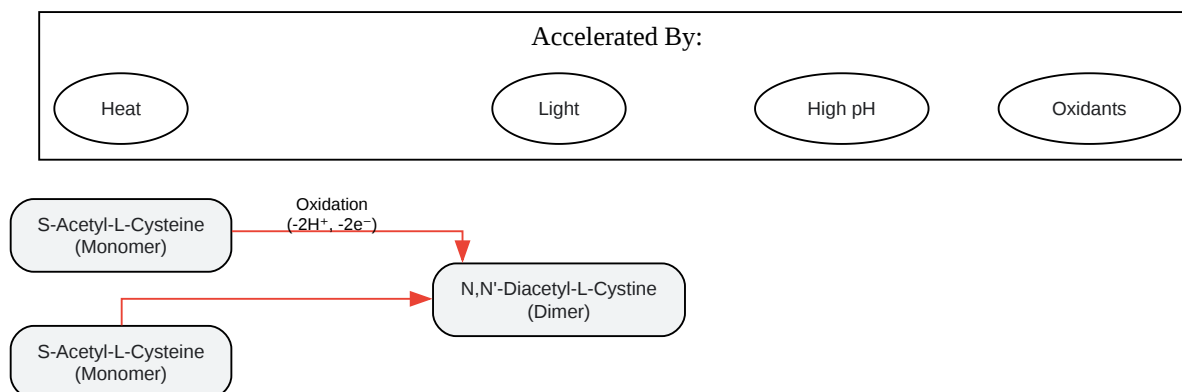 Accelerated By:
Heat
Light
High pH
Oxidants
Oxidation
(-2H⁺, -2e⁻)
S-Acetyl-L-Cysteine
(Monomer)
N,N'-Diacetyl-L-Cystine
(Dimer)
S-Acetyl-L-Cysteine
(Monomer)